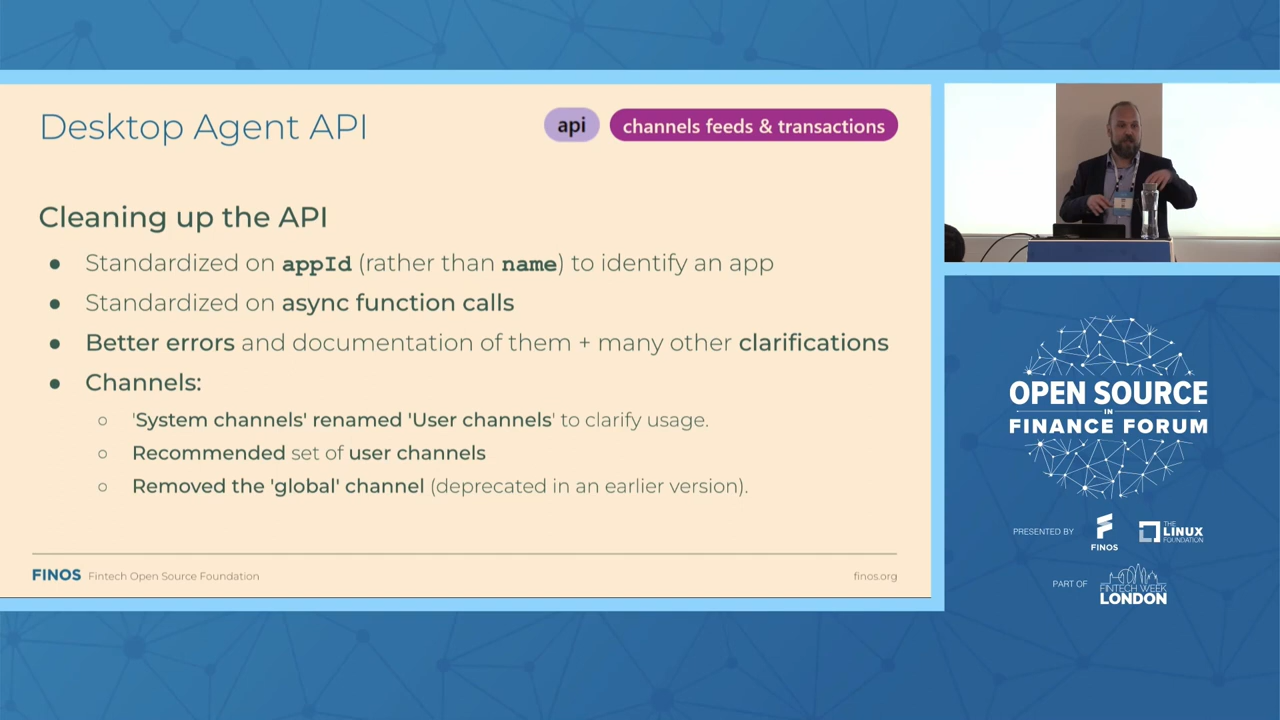 Desktop Agent API
api
channels feeds & transactions
Cleaning up the API
● Standardized on appId (rather than name) to identify an app
● Standardized on async function calls
● Better errors and documentation of them + many other clarifications
● Channels:
○ 'System channels' renamed 'User channels' to clarify usage.
○ Recommended set of user channels
○ Removed the 'global' channel (deprecated in an earlier version).
FINOS Fintech Open Source Foundation
finos.org
OPEN SOURCE
IN
FINANCE FORUM
PRESENTED BY
FINOS
THE
LINUX
FOUNDATION
PART OF
FINTECH WEEK
LONDON